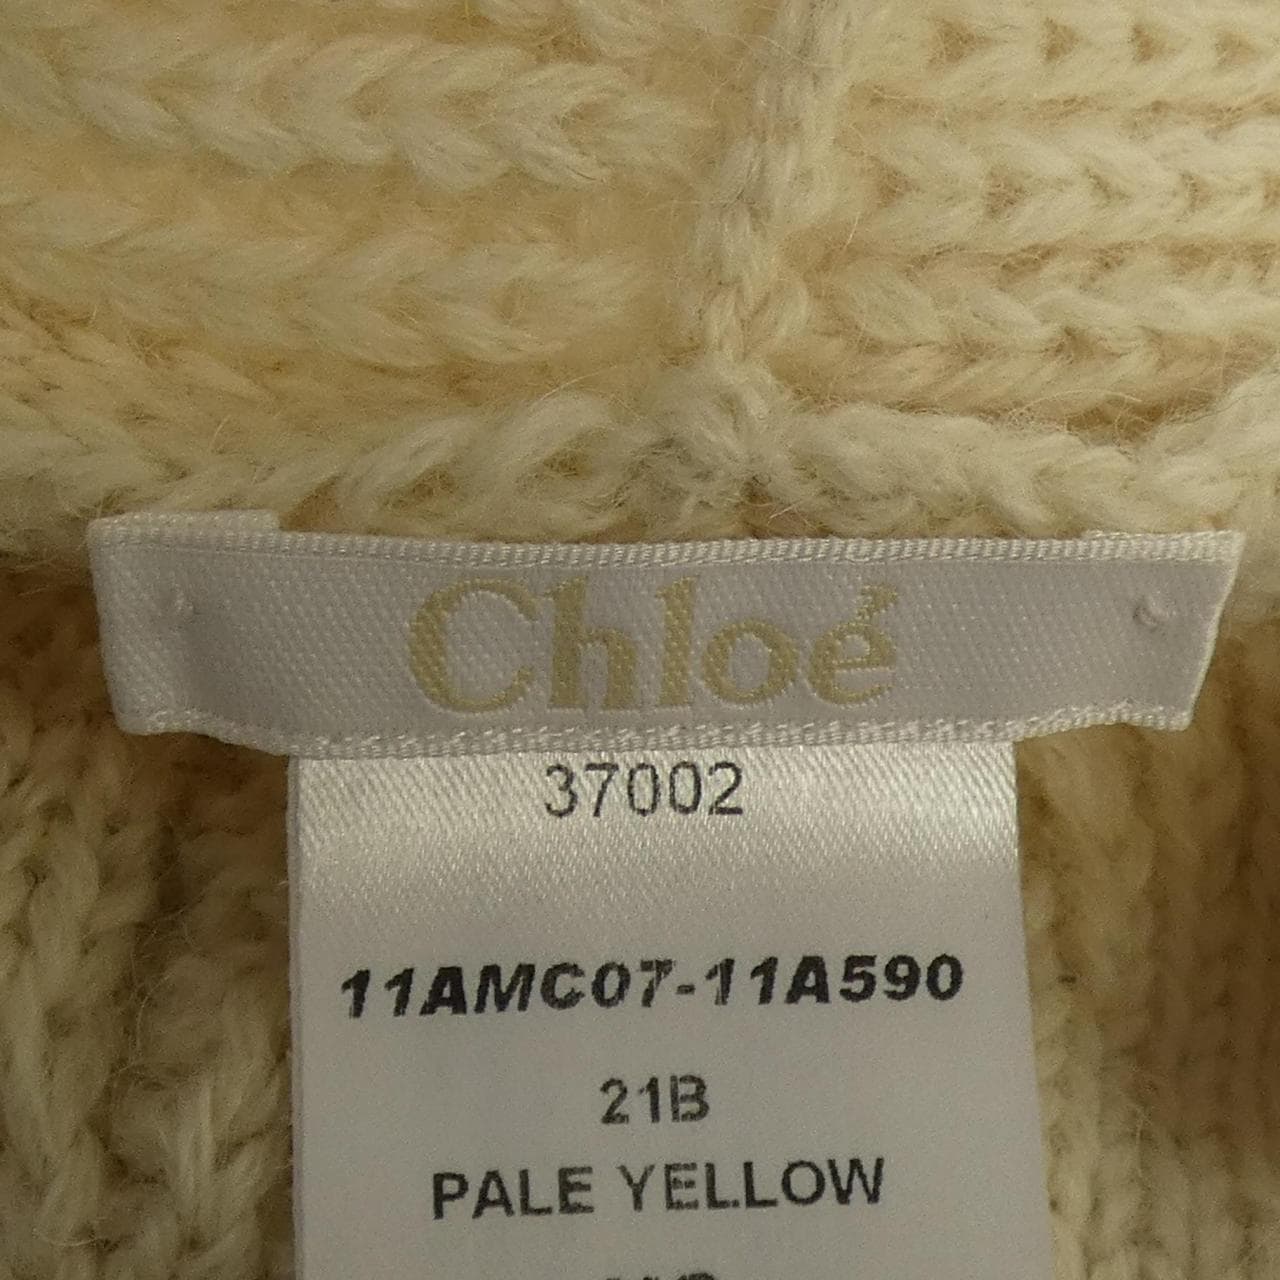 Chloé
37002
11AMC07-11A590
21B
PALE YELLOW